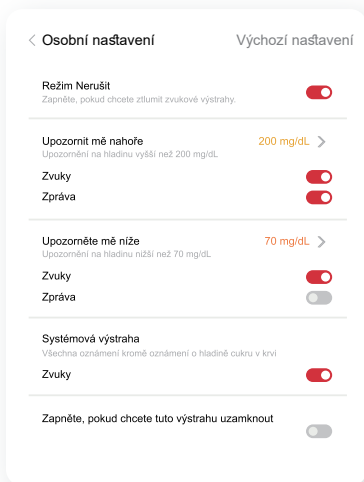 Osobní nastavení Výchozí nastavení
Režim Nerušit
Zapněte, pokud chcete ztlumit zvukové výstrahy.
Upozornit mě nahoře 200 mg/dL
Upozornění na hladinu vyšší než 200 mg/dL
Zvuky
Zpráva
Upozorněte mě níže 70 mg/dL
Upozornění na hladinu nižší než 70 mg/dL
Zvuky
Zpráva
Systémová výstraha
Všechna oznámení kromě oznámení o hladině cukru v krvi
Zvuky
Zapněte, pokud chcete tuto výstrahu uzamknout